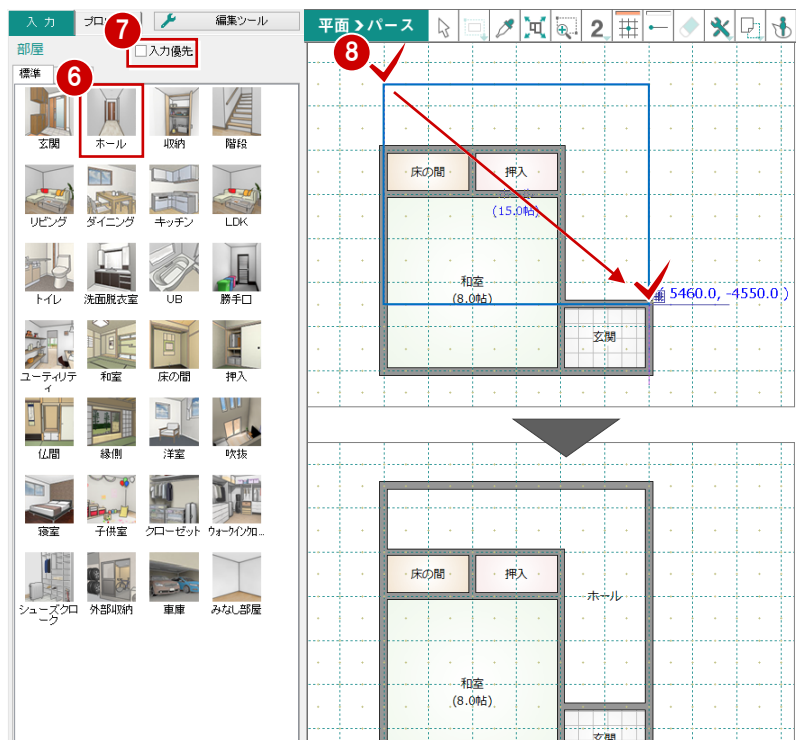 入 力
編集ツール
部屋
入力優先
標準
7
6
玄関
ホール
収納
階段
リビング
ダイニング
キッチン
LDK
トイレ
洗面脱衣室
UB
勝手口
ユーティリテ
ィ
和室
床の間
押入
仏間
縁側
洋室
吹抜
寝室
子供室
クローゼット
ウォークインクロ...
シューズクロ
ーク
外部収納
車庫
みなし部屋
平面
パース
2
8
床の間
押入
(15.0帖)
和室
(8.0帖)
5460.0, -4550.0 )
玄関
床の間
押入
ホール
和室
(8.0帖)
玄関